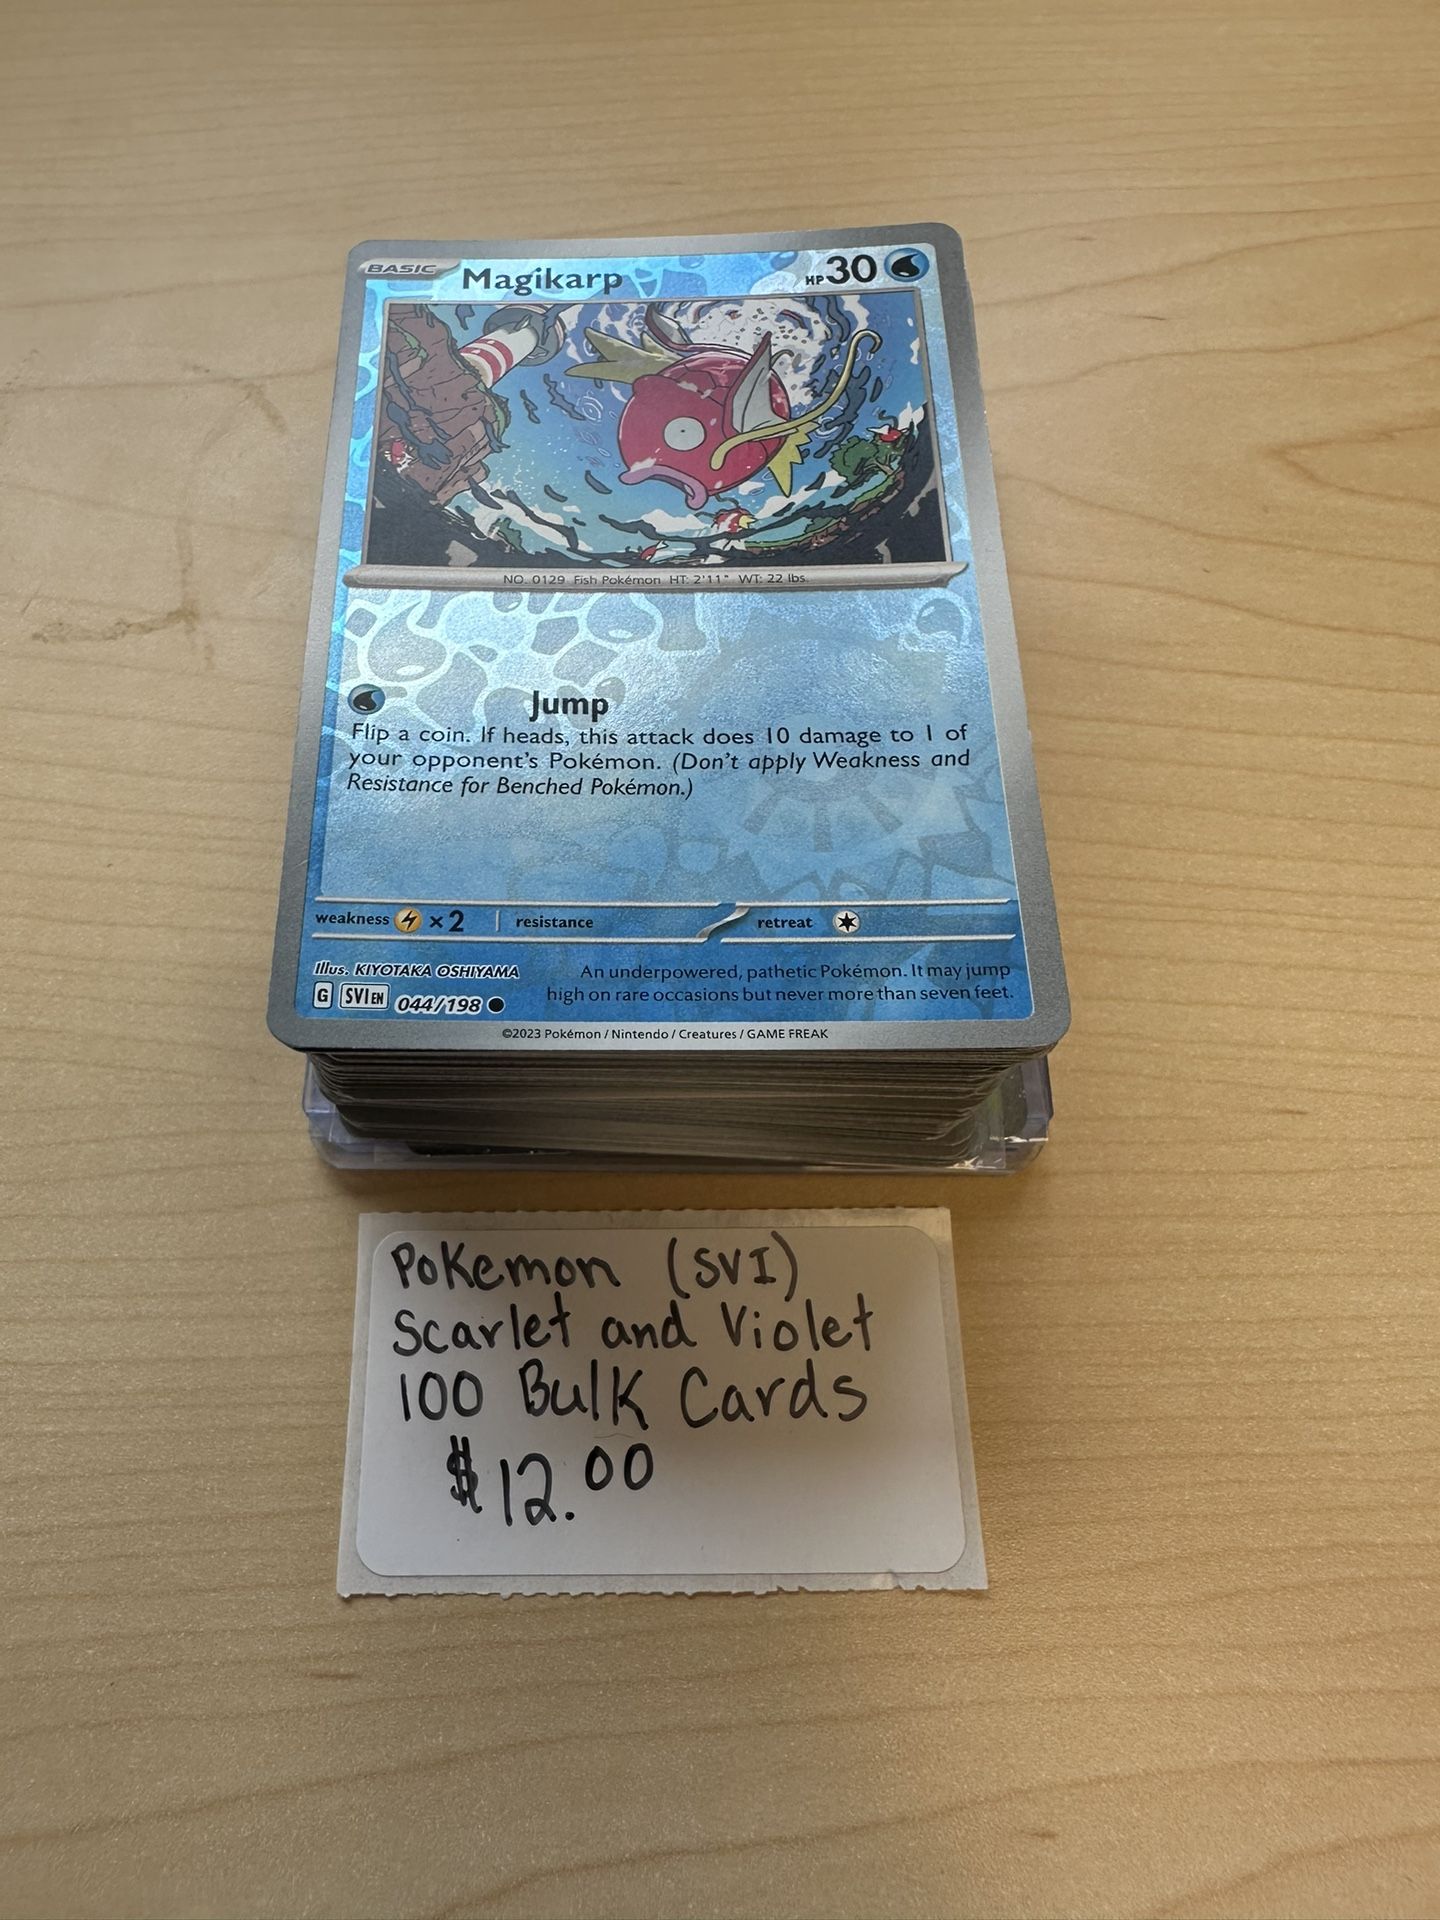 BASIC Magikarp HP30
NO. 0129 Fish Pokémon HT: 2'11" WT: 22 lbs.
Jump
Flip a coin. If heads, this attack does 10 damage to 1 of
your opponent's Pokémon. (Don't apply Weakness and
Resistance for Benched Pokémon.)
weakness ×2 resistance retreat
Illus. KIYOTAKA OSHIYAMA
An underpowered, pathetic Pokémon. It may jump
high on rare occasions but never more than seven feet.
G SVI EN 044/198
©2023 Pokémon / Nintendo / Creatures / GAME FREAK
Pokemon (SVI)
Scarlet and Violet
100 Bulk Cards
$12.00